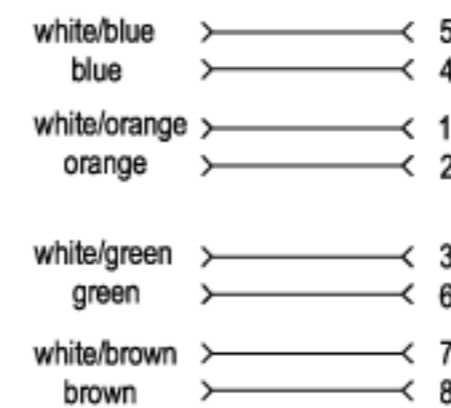 white/blue 5
blue 4
white/orange 1
orange 2
white/green 3
green 6
white/brown 7
brown 8